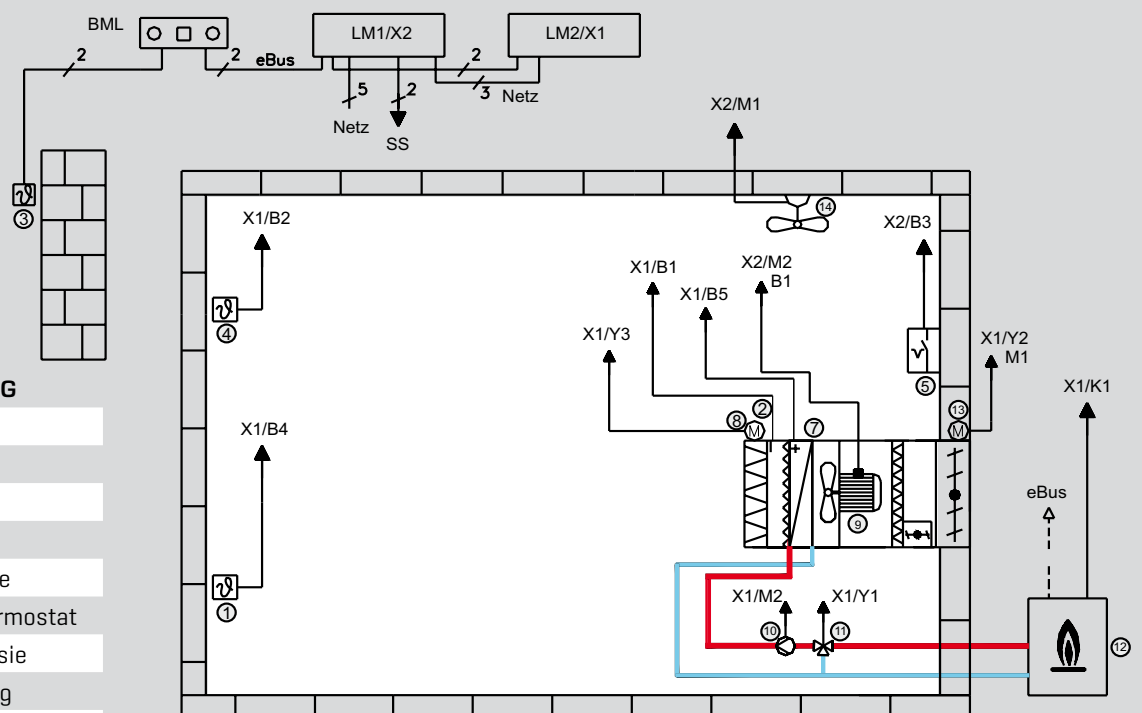 BML
LM1/X2
LM2/X1
2
2
eBus
2
5
2
3
Netz
Netz
SS
X2/M1
3
14
X1/B2
X2/B3
X1/B1
X2/M2
B1
X1/B5
4
X1/Y3
X1/Y2
M1
5
X1/K1
G
X1/B4
8
2
7
13
M
M
eBus
9
e
rmostat
1
X1/M2
X1/Y1
10
11
12
sie
g